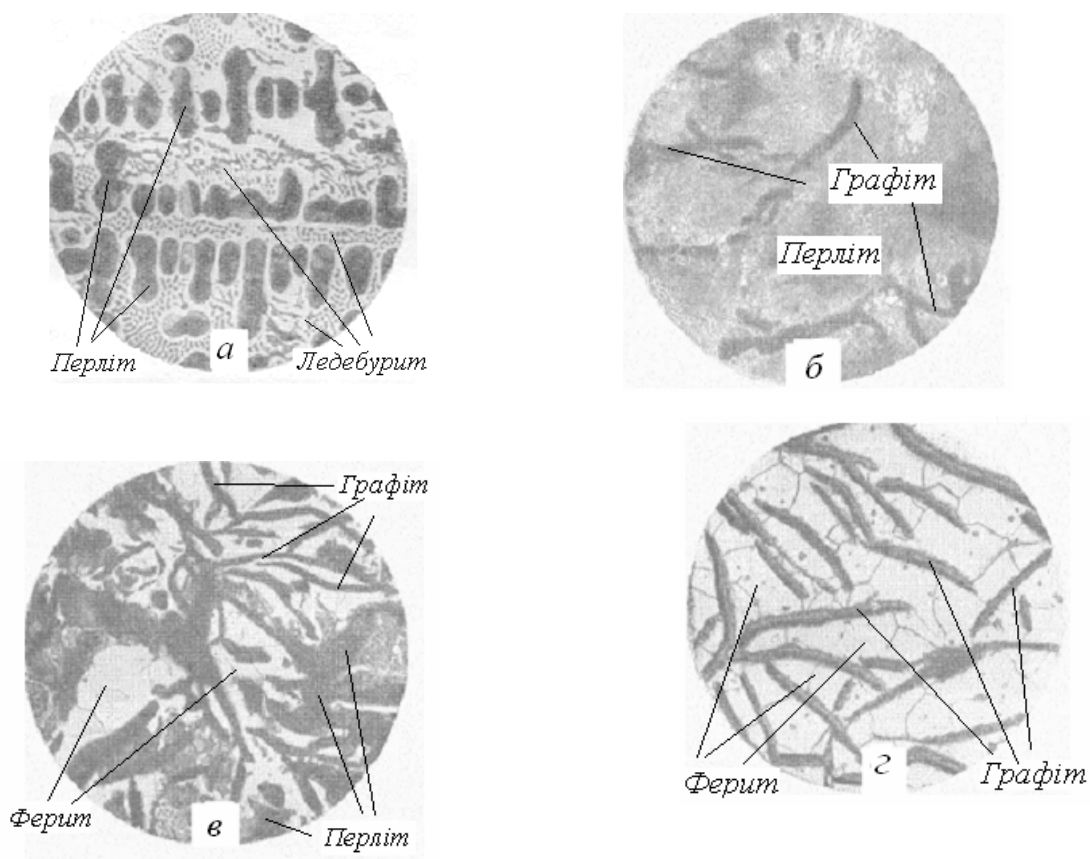 а
Перліт
Ледебурит
Графіт
Перліт
б
Графіт
Ферит
Перліт
в
Ферит
Графіт
г